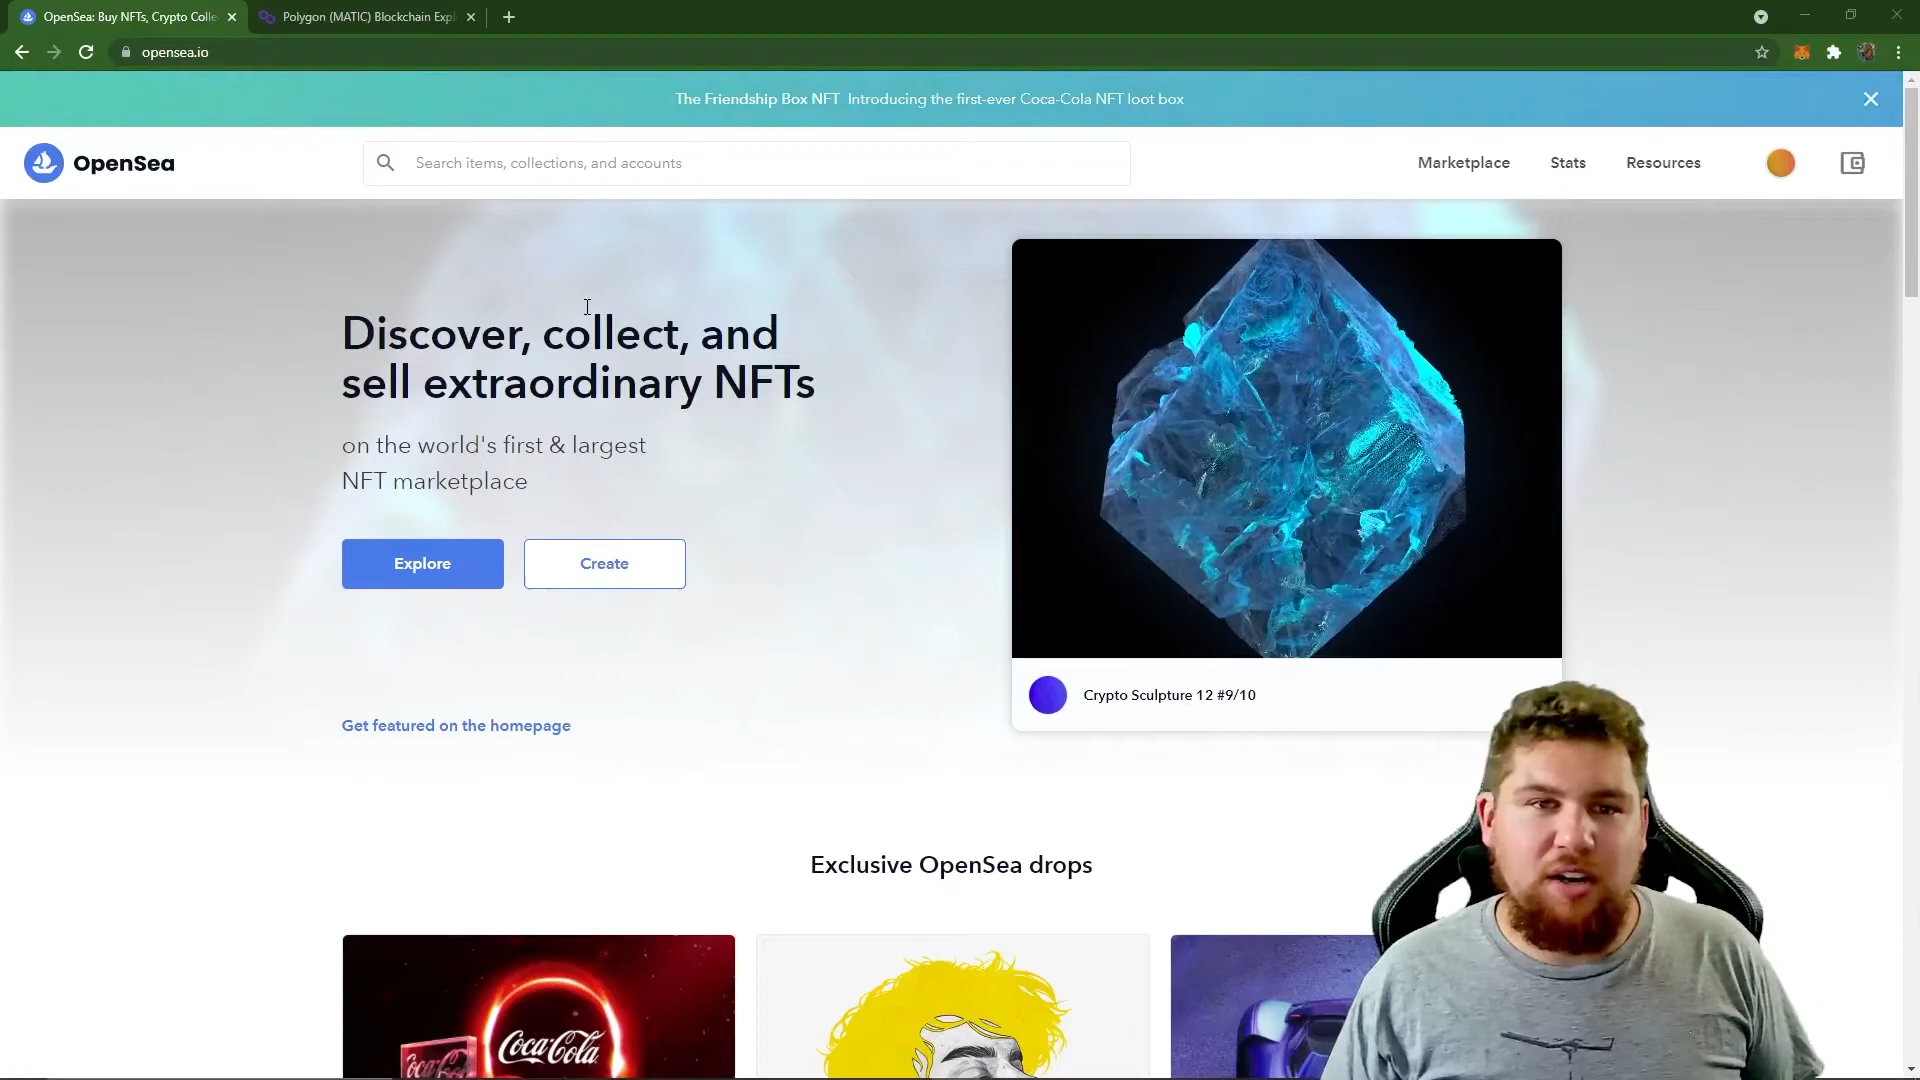 OpenSea: Buy NFTs, Crypto Colle
Polygon (MATIC) Blockchain Expl
opensea.io
The Friendship Box NFT Introducing the first-ever Coca-Cola NFT loot box
OpenSea
Search items, collections, and accounts
Marketplace
Stats
Resources
Discover, collect, and
sell extraordinary NFTs
on the world's first & largest
NFT marketplace
Explore
Create
Crypto Sculpture 12 #9/10
Get featured on the homepage
Exclusive OpenSea drops
Coca-Cola